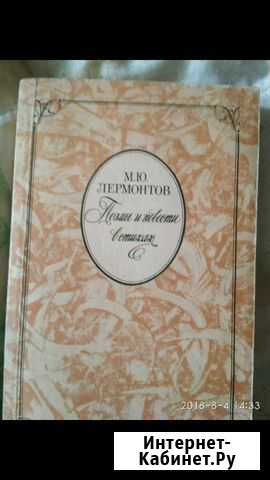 М.Ю.
ЛЕРМОНТОВ
Поэмы и повести
в стихах
2018-8-4 14:33
Интернет-
Кабинет.Ру